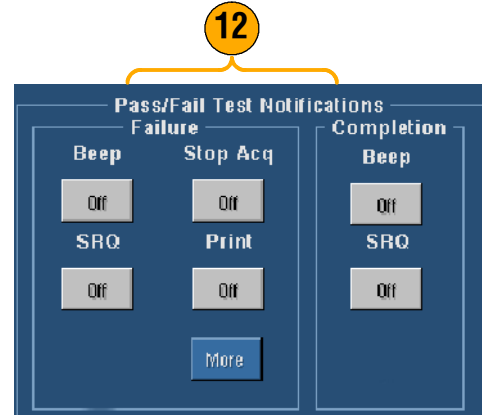 12
Pass/Fail Test Notifications
Failure Completion
Beep Stop Acq Beep
Off Off Off
SRQ Print SRQ
Off Off Off
More